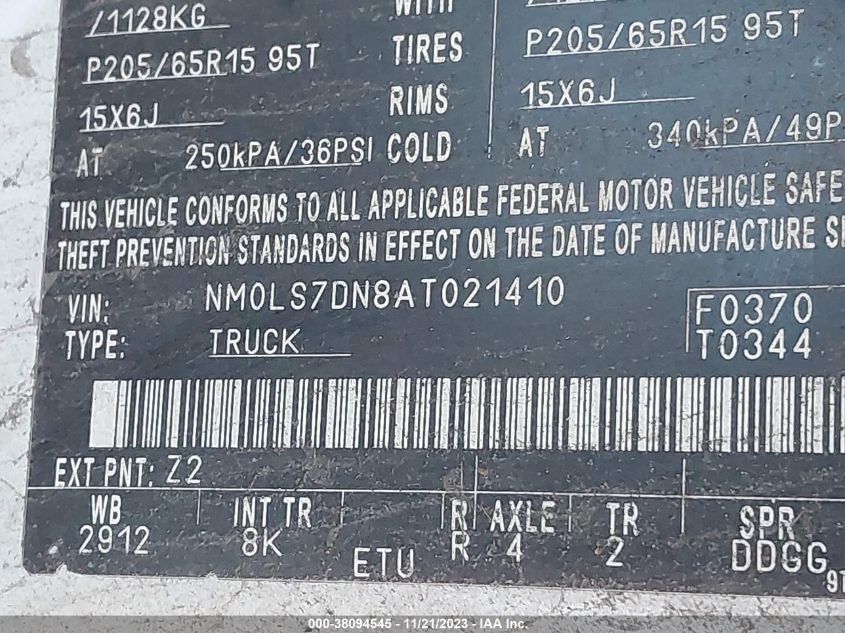 /1128KG WITH
P205/65R15 95T TIRES P205/65R15 95T
15X6J RIMS 15X6J
AT 250kPA/36PSI COLD AT 340kPA/49P
THIS VEHICLE CONFORMS TO ALL APPLICABLE FEDERAL MOTOR VEHICLE SAFE
THEFT PREVENTION STANDARDS IN EFFECT ON THE DATE OF MANUFACTURE S
VIN: NM0LS7DN8AT021410 F0370
TYPE: TRUCK T0344
EXT PNT: Z2
WB INT TR R AXLE TR SPR
2912 8K ETU R 4 2 DDGG
000-38094545 - 11/21/2023 - IAA Inc.